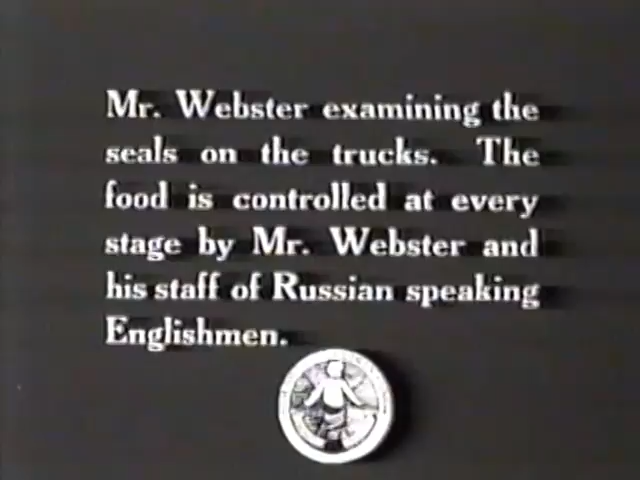 Mr. Webster examining the
seals on the trucks. The
food is controlled at every
stage by Mr. Webster and
his staff of Russian speaking
Englishmen.